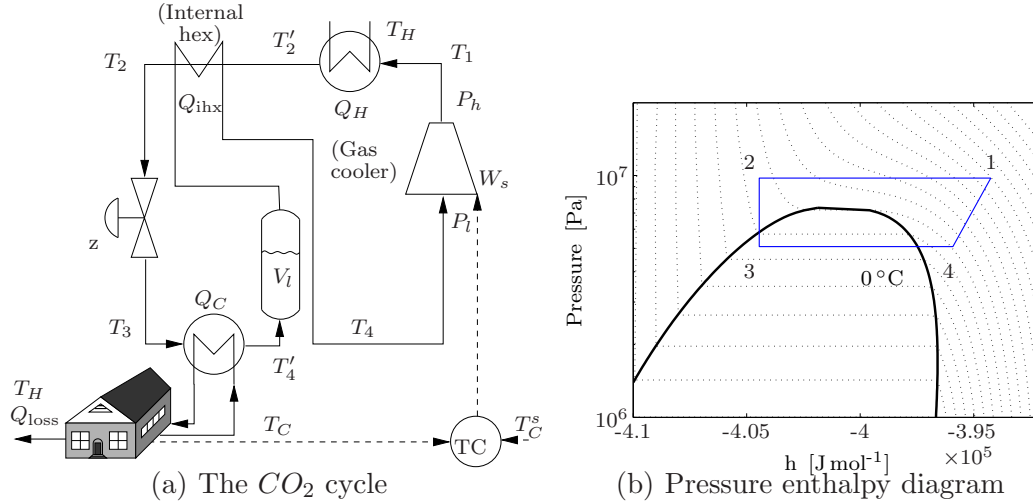 (Internal
hex)
T_2
T_2'
T_H
T_1
Q_ihx
Q_H
P_h
(Gas
cooler)
W_s
z
P_l
V_l
Q_C
T_3
T_4
T_4'
T_H
Q_loss
T_C
TC
T_C^s
(a) The CO_2 cycle
Pressure [Pa]
10^7
10^6
2
1
3
4
0 °C
-4.1
-4.05
-4
-3.95
×10^5
h [J mol^-1]
(b) Pressure enthalpy diagram